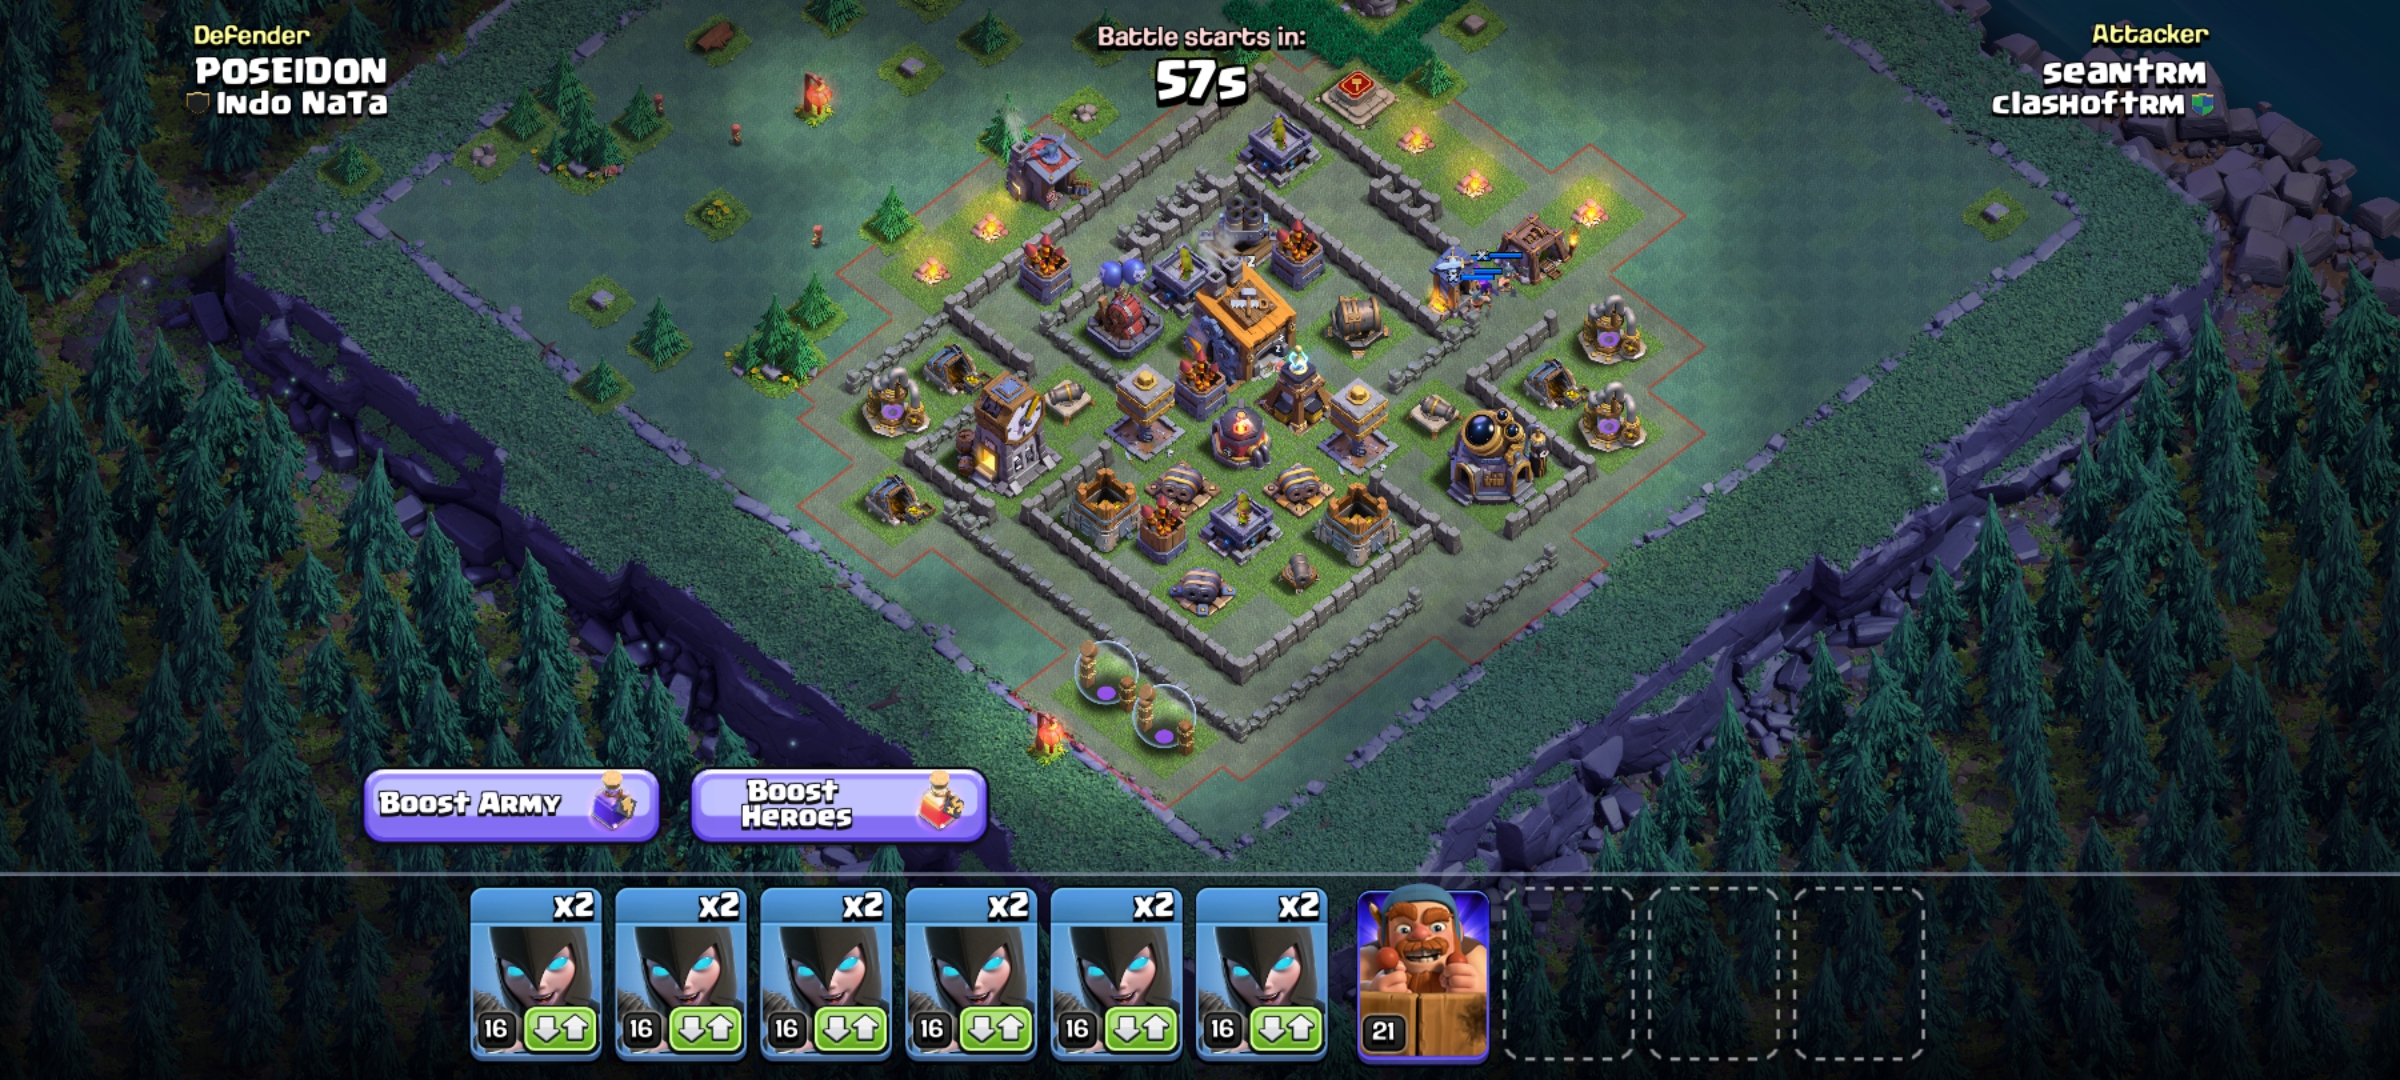 Defender
POSEIDON
Indo NaTa
Battle starts in:
57s
Attacker
seantRM
clashoftRM
Boost Army
Boost
Heroes
x2
x2
x2
x2
x2
x2
16
16
16
16
16
16
21